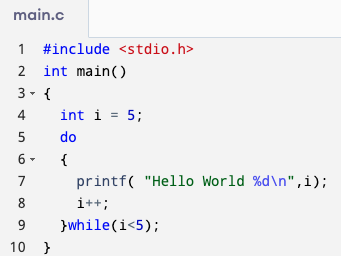 main.c
1 #include <stdio.h>
2 int main()
3 {
4 int i = 5;
5 do
6 {
7 printf( "Hello World %d\n",i);
8 i++;
9 }while(i<5);
10 }